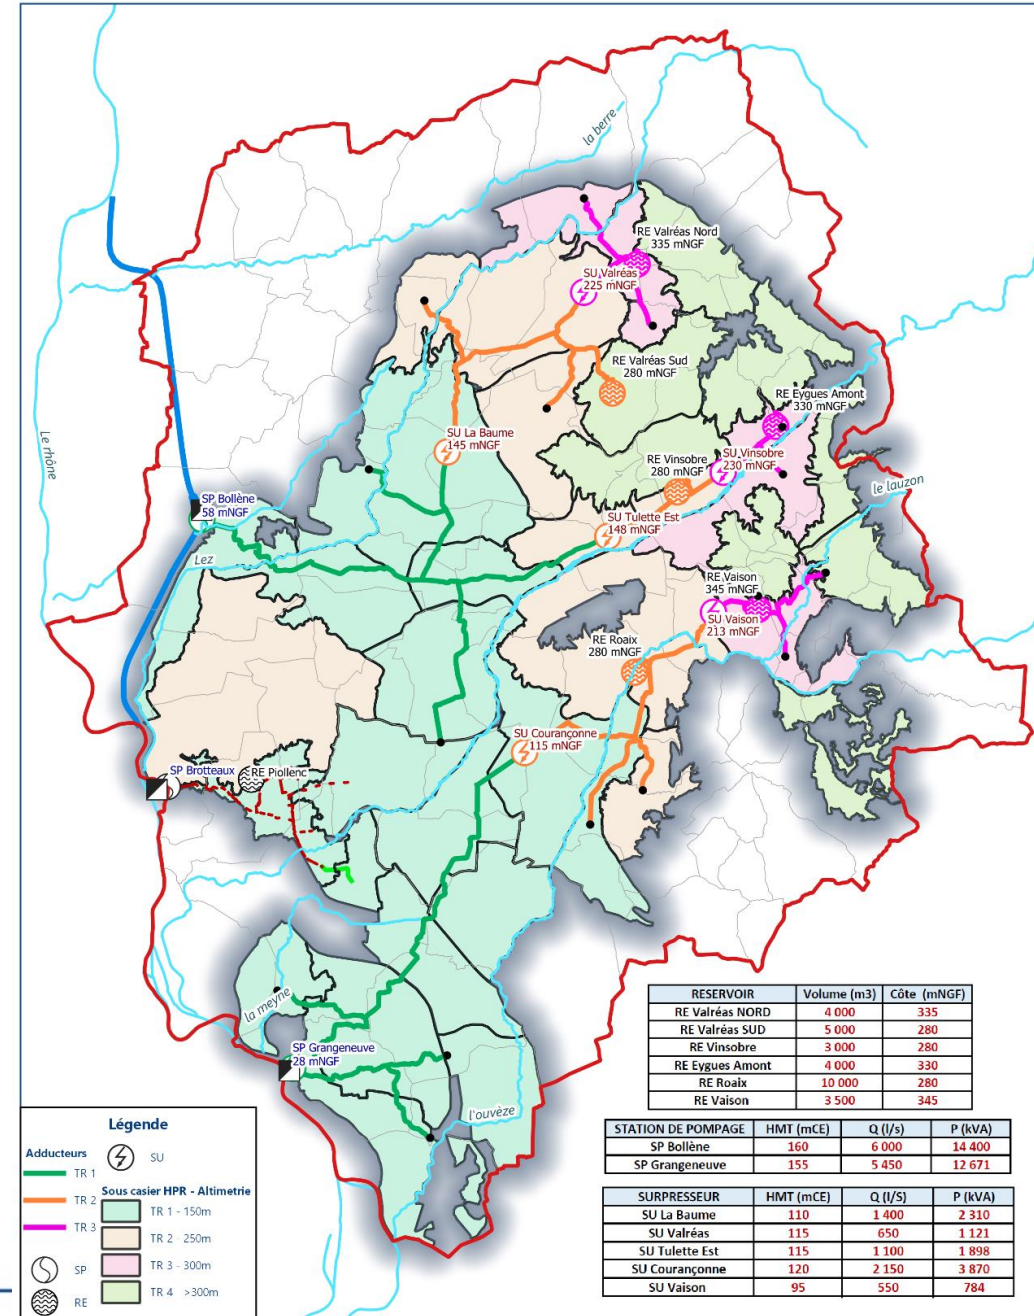 la berre
RE Valréas Nord
335 mNGF
SU Valréas
225 mNGF
RE Valréas Sud
280 mNGF
RE Eygues Amont
330 mNGF
Le rhône
SU La Baume
145 mNGF
RE Vinsobre
280 mNGF
SU Vinsobre
230 mNGF
le lauzon
SP Bollène
58 mNGF
SU Tulette Est
148 mNGF
Lez
RE Vaison
345 mNGF
SU Vaison
213 mNGF
RE Roaix
280 mNGF
SU Courançonne
115 mNGF
SP Brotteaux
RE Piollenc
la meyne
SP Grangeneuve
28 mNGF
l'ouvèze
RESERVOIR Volume (m3) Côte (mNGF)
RE Valréas NORD 4 000 335
RE Valréas SUD 5 000 280
RE Vinsobre 3 000 280
RE Eygues Amont 4 000 330
RE Roaix 10 000 280
RE Vaison 3 500 345
STATION DE POMPAGE HMT (mCE) Q (l/s) P (kVA)
SP Bollène 160 6 000 14 400
SP Grangeneuve 155 5 450 12 671
SURPRESSEUR HMT (mCE) Q (l/S) P (kVA)
SU La Baume 110 1 400 2 310
SU Valréas 115 650 1 121
SU Tulette Est 115 1 100 1 898
SU Courançonne 120 2 150 3 870
SU Vaison 95 550 784
Légende
Adducteurs
TR 1
TR 2
TR 3
SP
RE
SU
Sous casier HPR - Altimetrie
TR 1 - 150m
TR 2 - 250m
TR 3 - 300m
TR 4 >300m